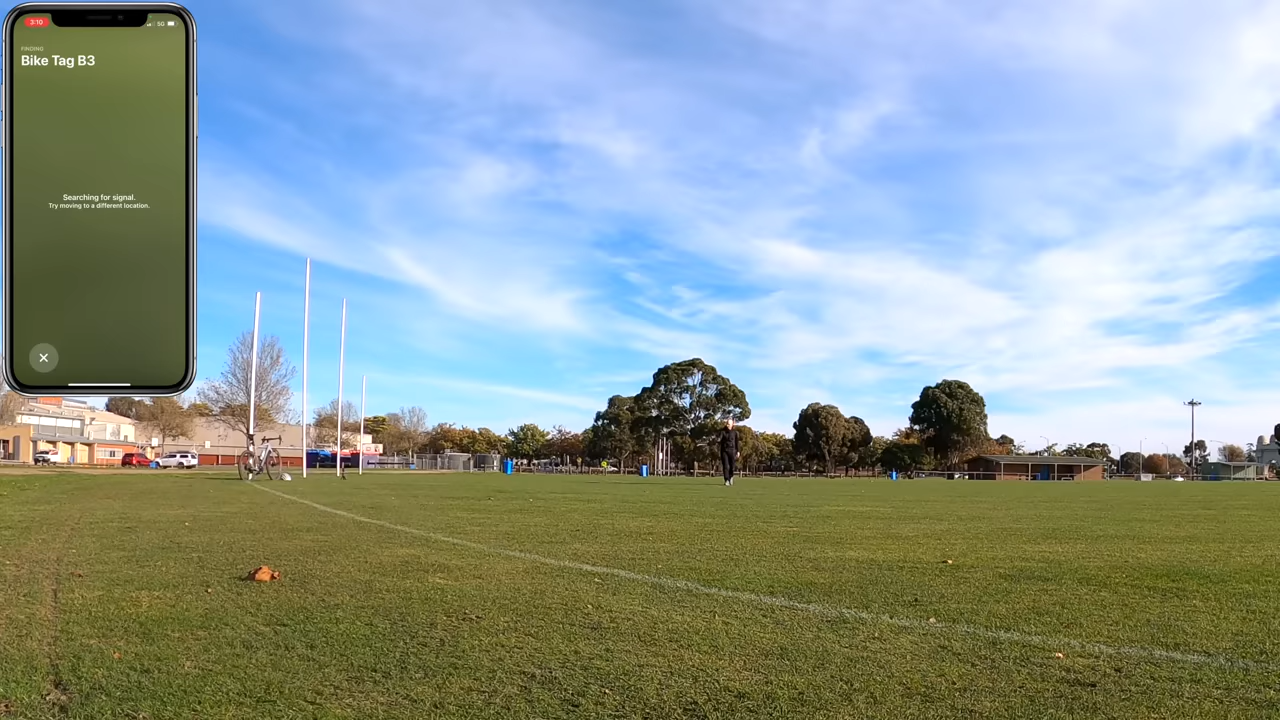 3:10
5G
FINDING
Bike Tag B3
Searching for signal.
Try moving to a different location.